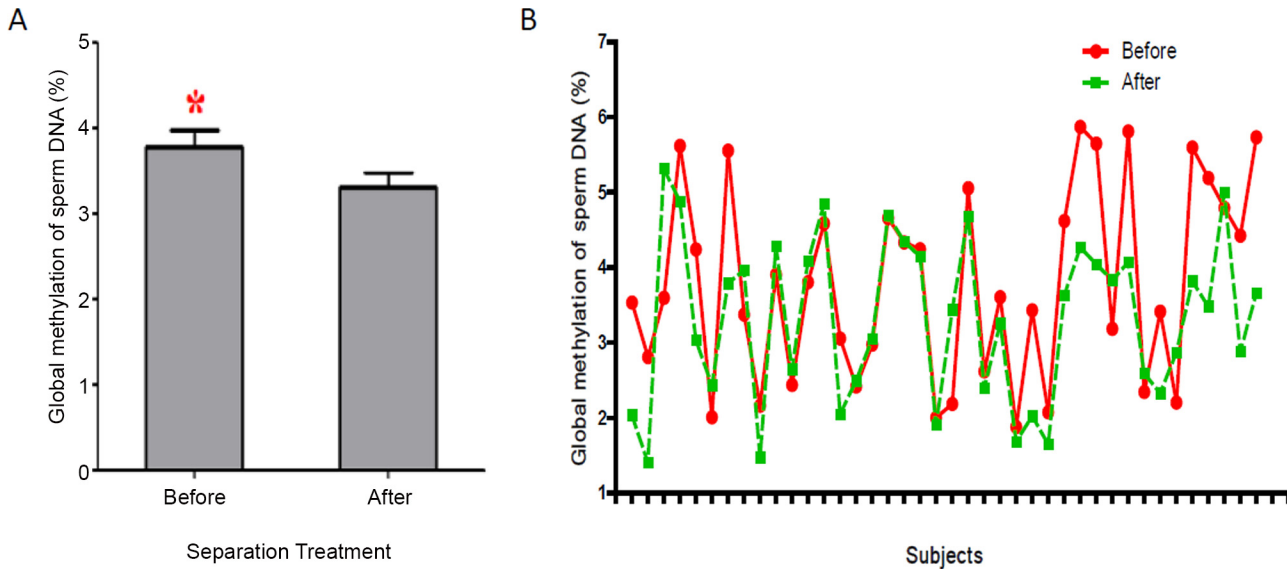 A
Global methylation of sperm DNA (%)
5
4
3
2
1
0
*
Before
After
Separation Treatment
B
Global methylation of sperm DNA (%)
7
6
5
4
3
2
1
Before
After
Subjects